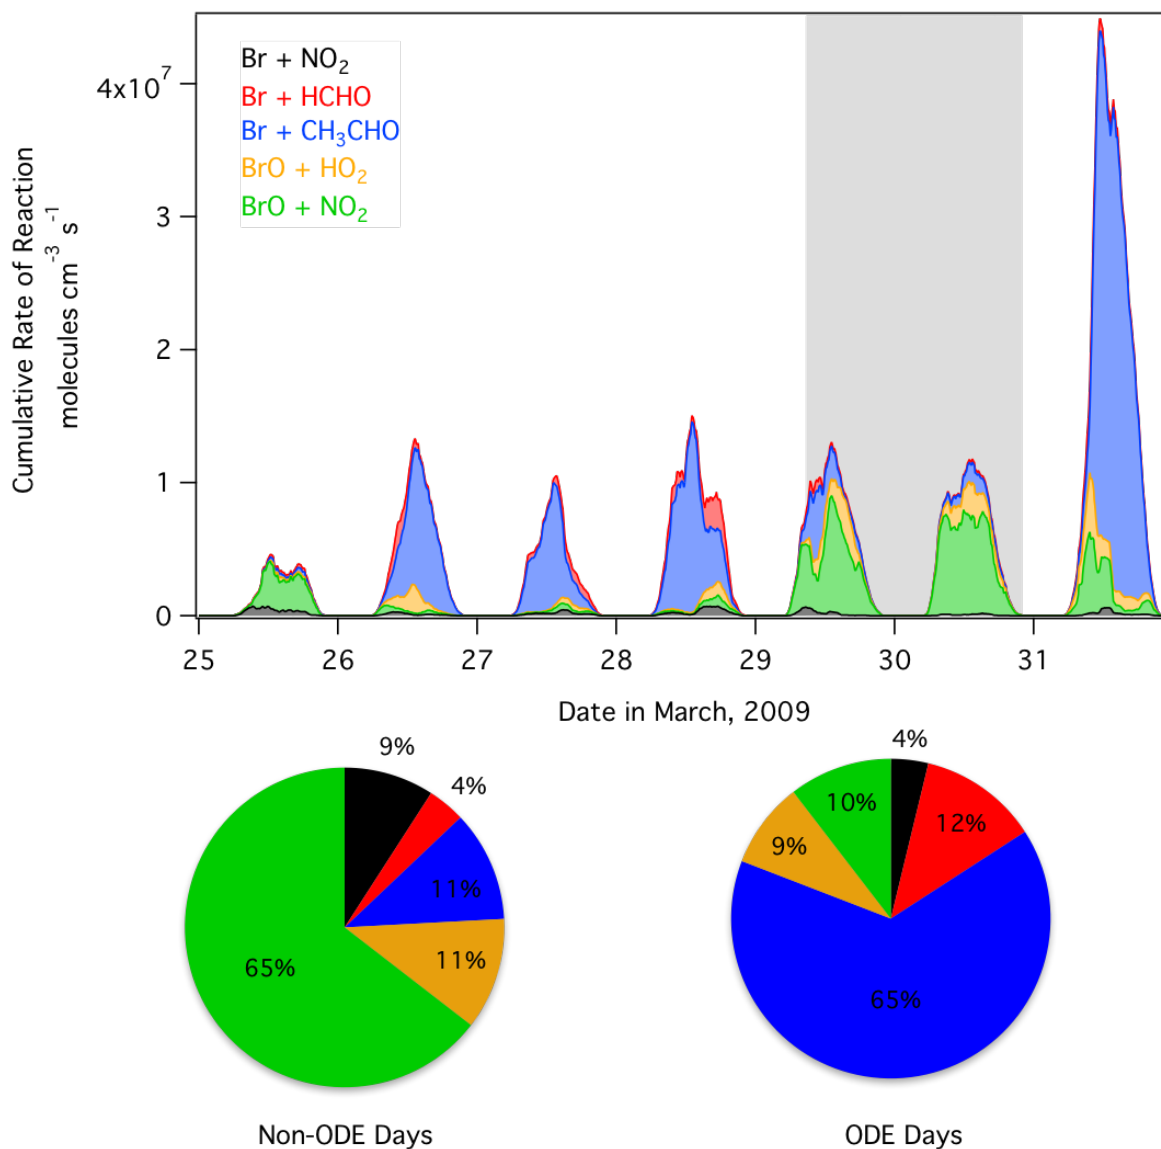 Br + NO₂
Br + HCHO
Br + CH₃CHO
BrO + HO₂
BrO + NO₂
Cumulative Rate of Reaction
molecules cm⁻³ s⁻¹
4x10⁷
3
2
1
0
25 26 27 28 29 30 31
Date in March, 2009
9%
4%
11%
11%
65%
4%
12%
65%
9%
10%
Non-ODE Days
ODE Days